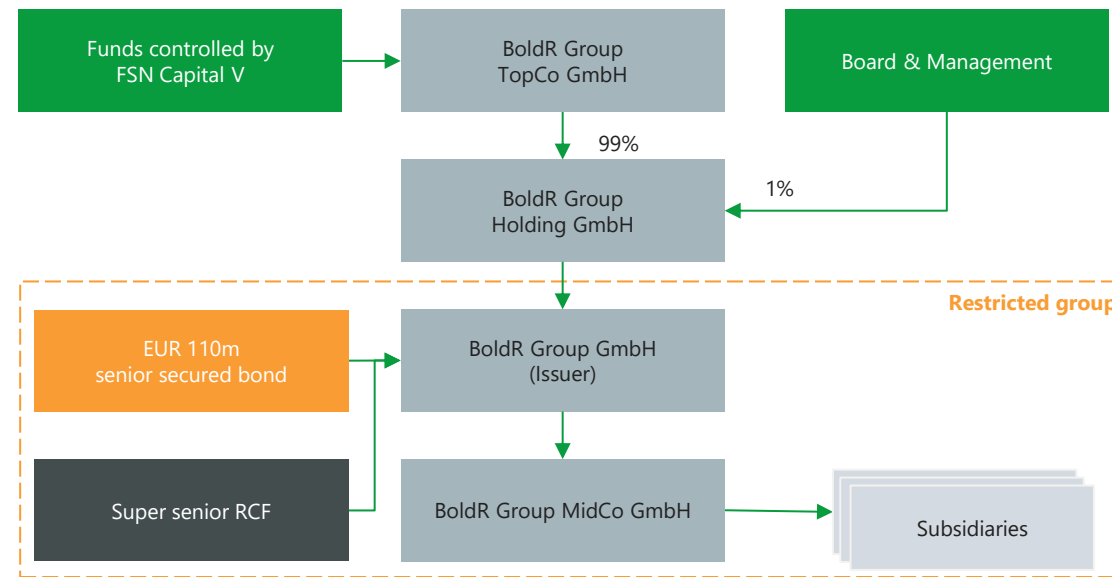 Funds controlled by
FSN Capital V
BoldR Group
TopCo GmbH
Board & Management
99%
BoldR Group
Holding GmbH
1%
Restricted group
EUR 110m
senior secured bond
BoldR Group GmbH
(Issuer)
Super senior RCF
BoldR Group MidCo GmbH
Subsidiaries